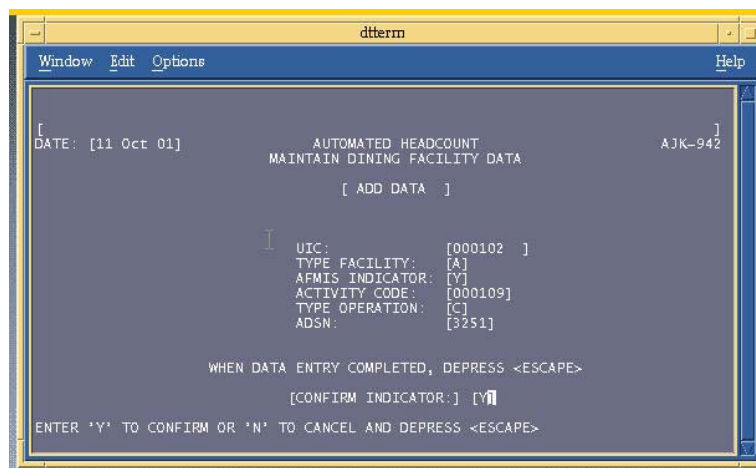 dtterm
Window Edit Options Help
[ ]
DATE: [11 Oct 01] AUTOMATED HEADCOUNT AJK-942
MAINTAIN DINING FACILITY DATA
[ ADD DATA ]
UIC: [000102 ]
TYPE FACILITY: [A]
AFMIS INDICATOR: [Y]
ACTIVITY CODE: [000109]
TYPE OPERATION: [C]
ADSN: [3251]
WHEN DATA ENTRY COMPLETED, DEPRESS <ESCAPE>
[CONFIRM INDICATOR:] [Y]
ENTER 'Y' TO CONFIRM OR 'N' TO CANCEL AND DEPRESS <ESCAPE>